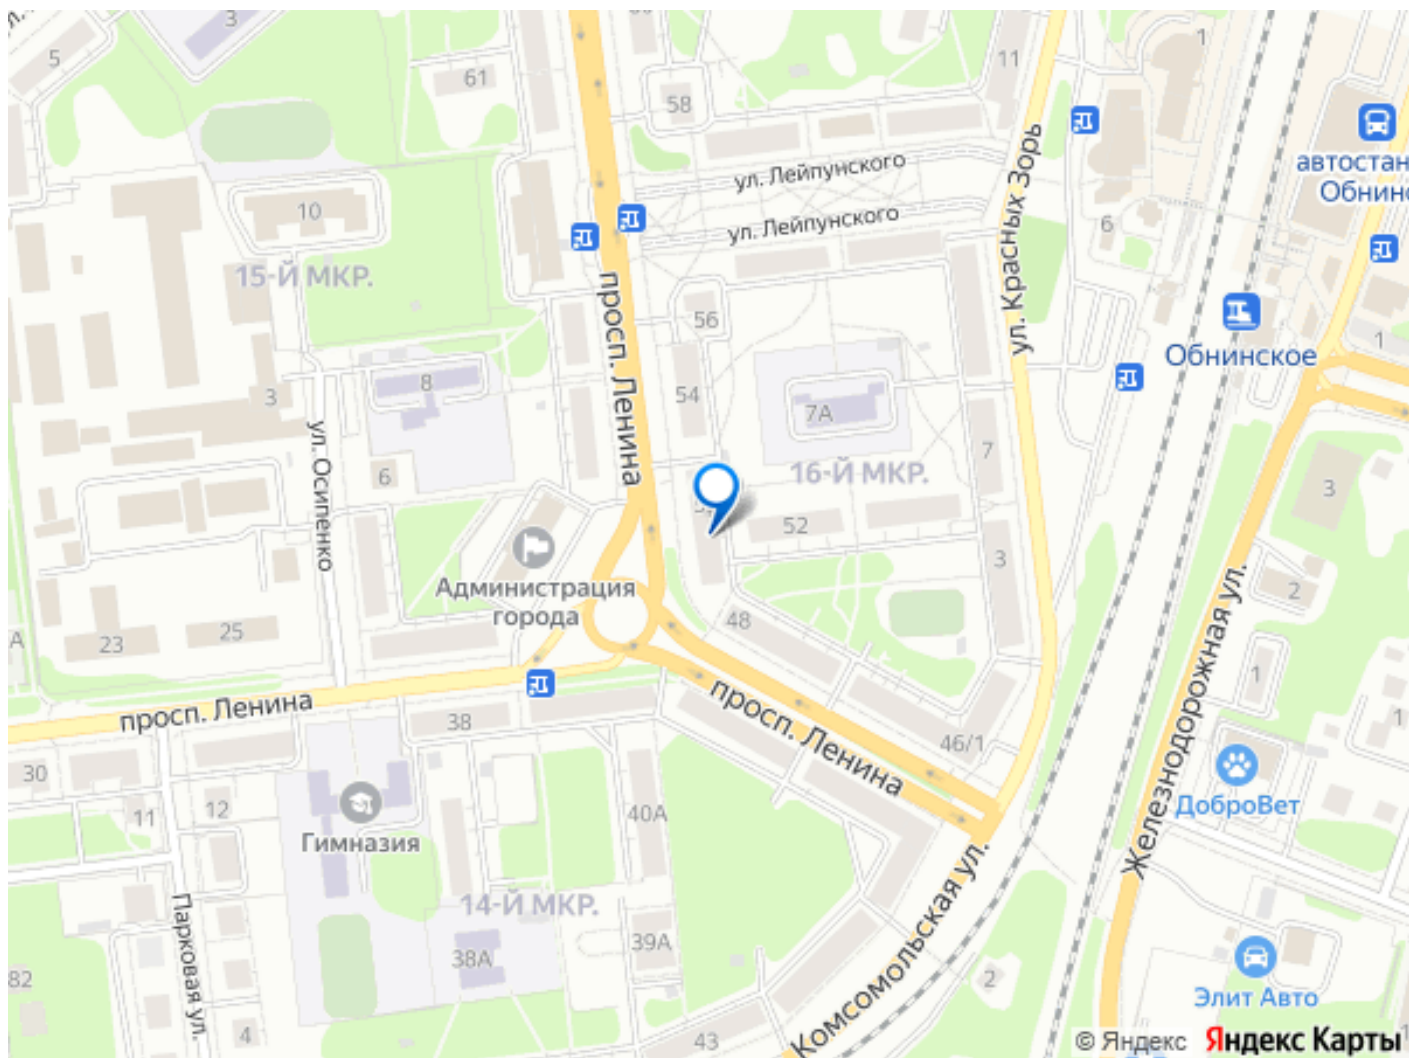 3
5
61
58
11
1
автостан
Обнинс
ул. Лейпунского
ул. Красных Зорь
10
ул. Лейпунского
6
15-Й МКР.
просп. Ленина
56
Обнинское
1
8
54
3
7А
ул. Осипенко
7
6
16-Й МКР.
3
52
3
Администрация
города
2
Железнодорожная ул.
А
23
25
48
1
просп. Ленина
просп. Ленина
38
1
46/1
30
12
11
40А
ДоброВет
Гимназия
Комсомольская ул.
Парковая ул.
14-Й МКР.
39А
38А
82
2
Элит Авто
4
43
© Яндекс Яндекс Карты
1